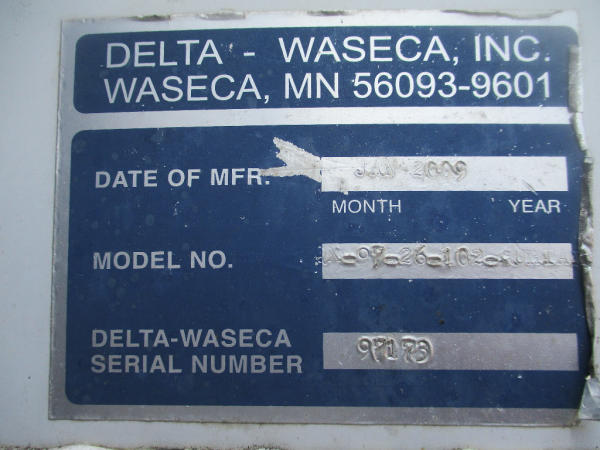 DELTA - WASECA, INC.
WASECA, MN 56093-9601
DATE OF MFR. JAN 2009
MONTH YEAR
MODEL NO.
DELTA-WASECA
SERIAL NUMBER 97173